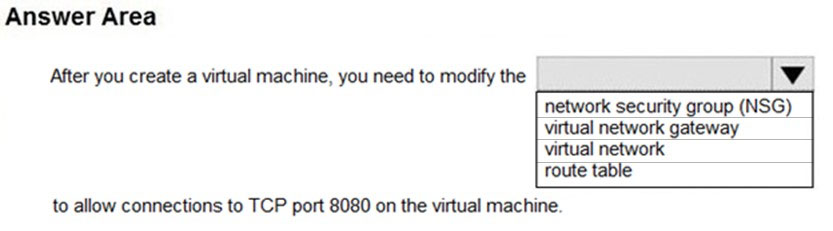 Answer Area
After you create a virtual machine, you need to modify the
network security group (NSG)
virtual network gateway
virtual network
route table
to allow connections to TCP port 8080 on the virtual machine.